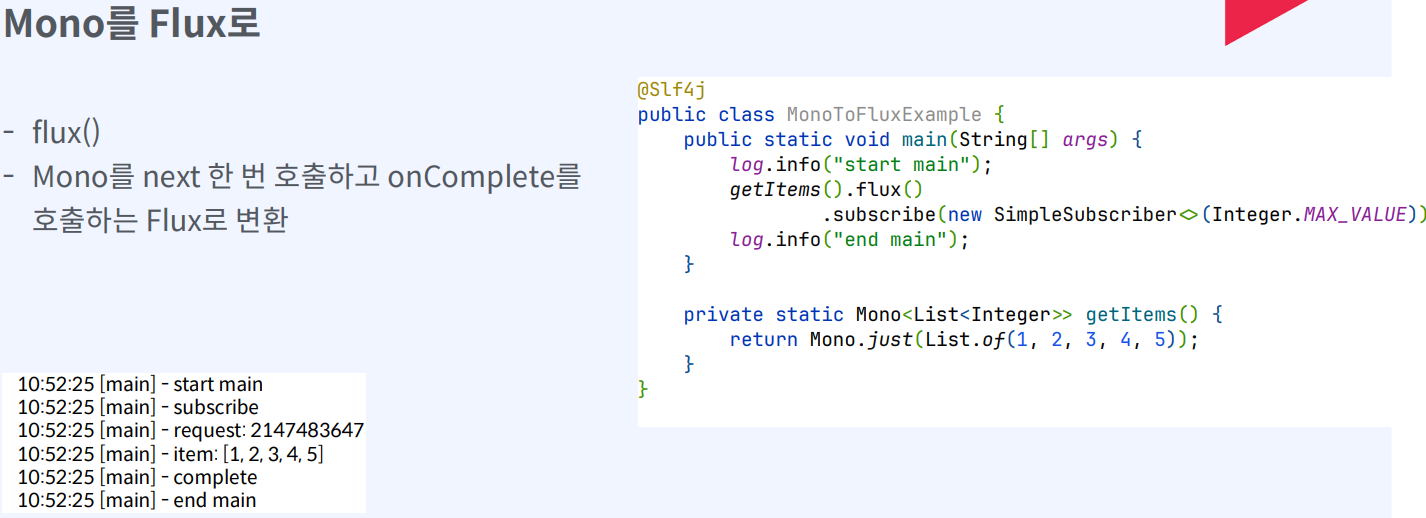 Mono를 Flux로
- flux()
- Mono를 next 한 번 호출하고 onComplete를
호출하는 Flux로 변환
@Slf4j
public class MonoToFluxExample {
    public static void main(String[] args) {
        log.info("start main");
        getItems().flux()
                .subscribe(new SimpleSubscriber<>(Integer.MAX_VALUE))
        log.info("end main");
    }

    private static Mono<List<Integer>> getItems() {
        return Mono.just(List.of(1, 2, 3, 4, 5));
    }
}
10:52:25 [main] - start main
10:52:25 [main] - subscribe
10:52:25 [main] - request: 2147483647
10:52:25 [main] - item: [1, 2, 3, 4, 5]
10:52:25 [main] - complete
10:52:25 [main] - end main